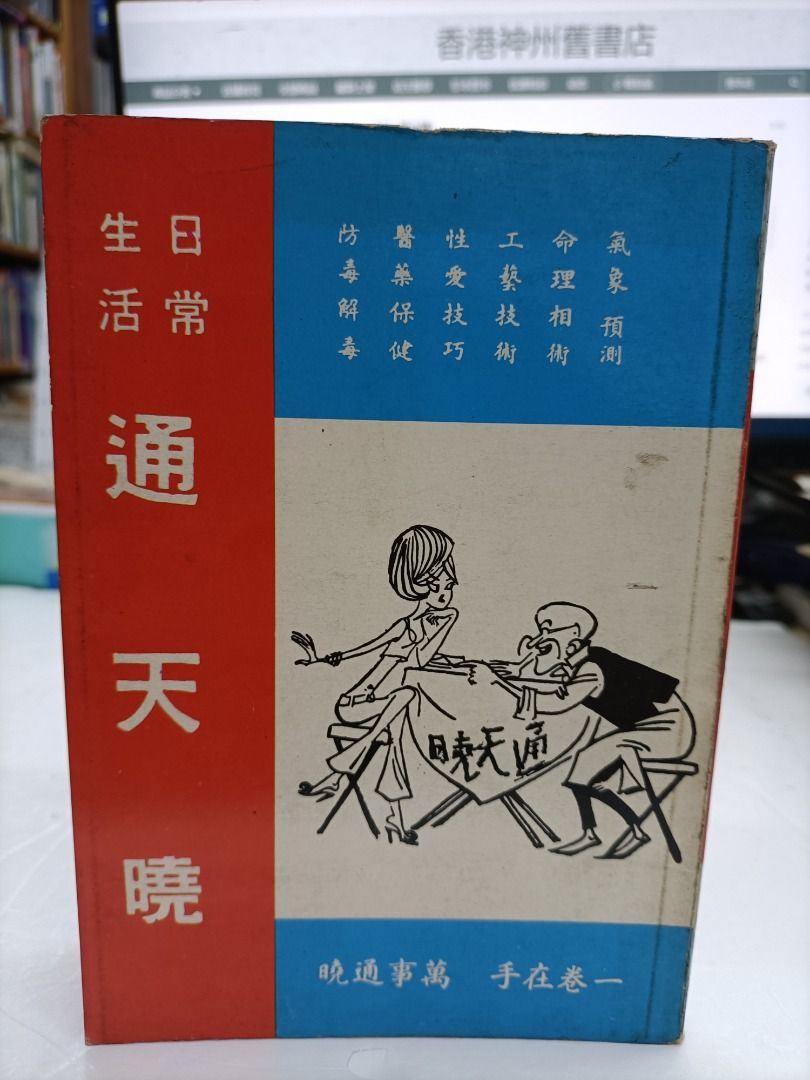 香港神州舊書店
日常
生活
通天曉
氣象預測
命理相術
工藝技術
性愛技巧
醫藥保健
防毒解毒
通天曉
一卷在手 萬事通曉